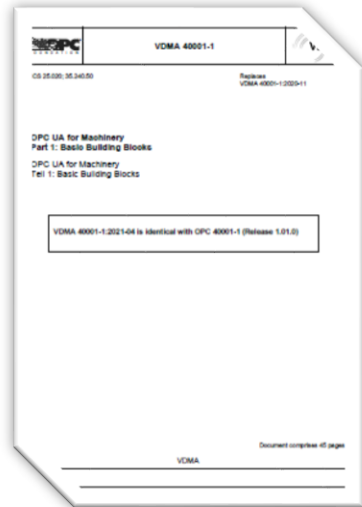 OPC
VDMA 40001-1
V
ICS 25.020; 35.240.50
Replaces
VDMA 40001-1:2020-11
OPC UA for Machinery
Part 1: Basic Building Blocks
OPC UA for Machinery
Teil 1: Basic Building Blocks
VDMA 40001-1:2021-04 is identical with OPC 40001-1 (Release 1.01.0)
Document comprises 45 pages
VDMA